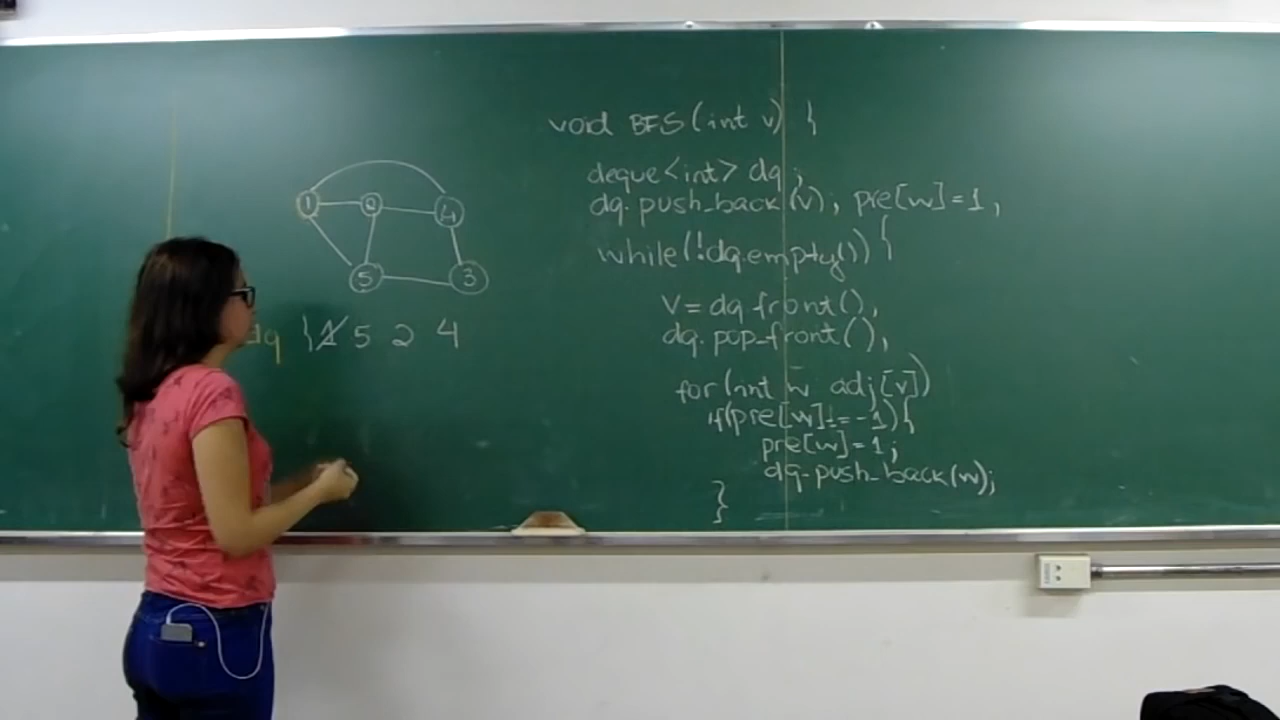 void BFS(int v) {
deque<int> dq;
dq.push_back(v); pre[w]=1;
while(!dq.empty()) {
v = dq.front();
dq.pop_front();
for(int w adj[v])
if(pre[w]==-1){
pre[w]=1;
dq.push_back(w);
}
1 2 4
5 3
dq { 1 5 2 4